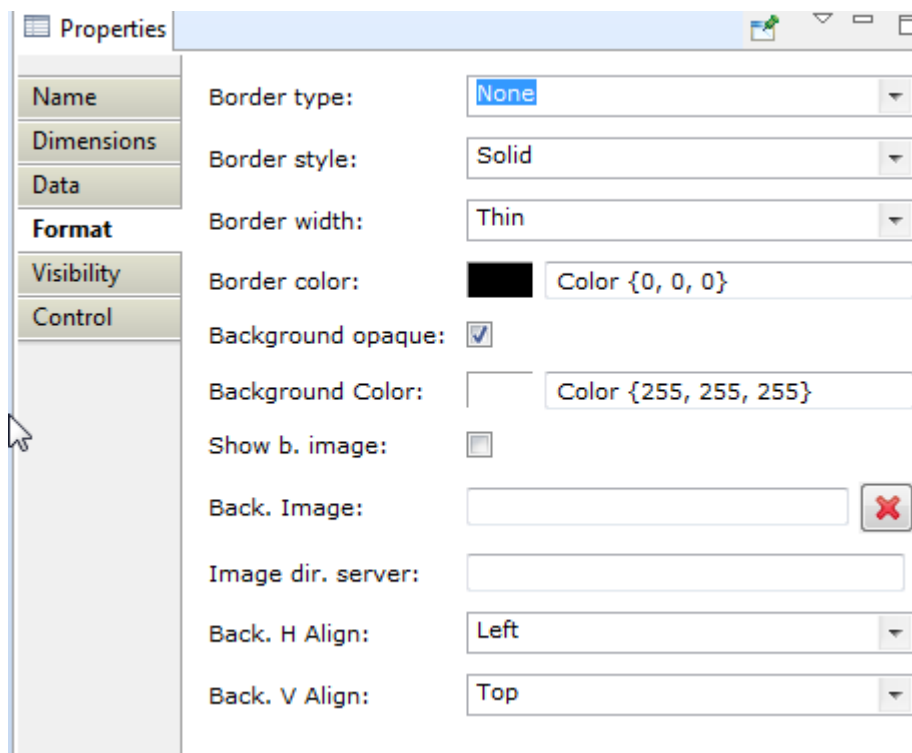 Properties
Name
Dimensions
Data
Format
Visibility
Control
Border type: None
Border style: Solid
Border width: Thin
Border color: Color {0, 0, 0}
Background opaque:
Background Color: Color {255, 255, 255}
Show b. image:
Back. Image:
Image dir. server:
Back. H Align: Left
Back. V Align: Top